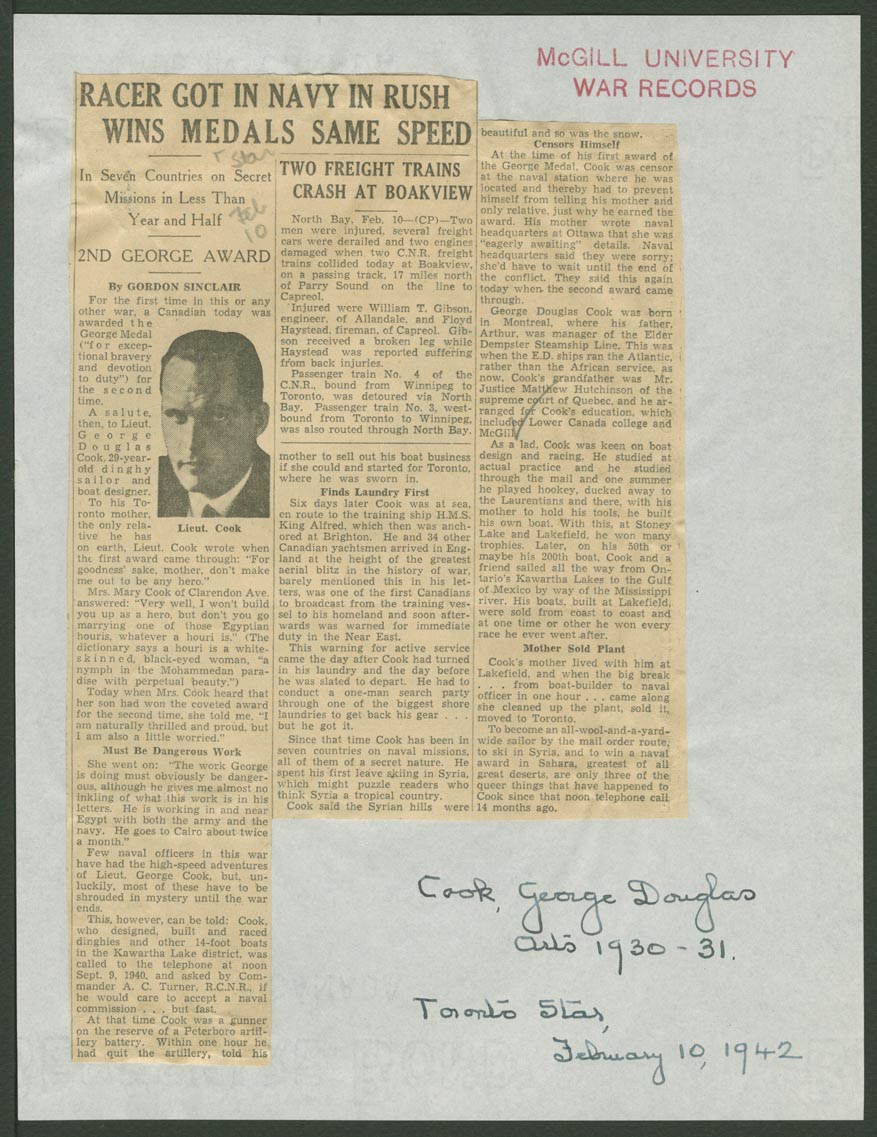 McGILL UNIVERSITY
WAR RECORDS
RACER GOT IN NAVY IN RUSH
WINS MEDALS SAME SPEED
Star
In Seven Countries on Secret
Missions in Less Than
Year and Half
Feb
10
2ND GEORGE AWARD
By GORDON SINCLAIR
For the first time in this or any
other war, a Canadian today was
awarded the
George Medal
("for excep-
tional bravery
and devotion
to duty") for
the second
time.
A salute,
then, to Lieut.
George
Douglas
Cook, 29-year-
old dinghy
sailor and
boat designer.
To his To-
ronto mother,
the only rela-
tive he has
Lieut. Cook
on earth, Lieut. Cook wrote when
the first award came through: "For
goodness' sake, mother, don't make
me out to be any hero."
Mrs. Mary Cook of Clarendon Ave.
answered: "Very well, I won't build
you up as a hero, but don't you go
marrying one of those Egyptian
houris, whatever a houri is." (The
dictionary says a houri is a white-
skinned, black-eyed woman, "a
nymph in the Mohammedan para-
dise with perpetual beauty.")
Today when Mrs. Cook heard that
her son had won the coveted award
for the second time, she told me, "I
am naturally thrilled and proud, but
I am also a little worried."
Must Be Dangerous Work
She went on: "The work George
is doing must obviously be danger-
ous, although he gives me almost no
inkling of what this work is in his
letters. He is working in and near
Egypt with both the army and the
navy. He goes to Cairo about twice
a month."
Few naval officers in this war
have had the high-speed adventures
of Lieut. George Cook, but, un-
luckily, most of these have to be
shrouded in mystery until the war
ends.
This, however, can be told: Cook,
who designed, built and raced
dinghies and other 14-foot boats
in the Kawartha Lake district, was
called to the telephone at noon
Sept. 9, 1940, and asked by Com-
mander A. C. Turner, R.C.N.R., if
he would care to accept a naval
commission . . . but fast.
At that time Cook was a gunner
on the reserve of a Peterboro artil-
lery battery. Within one hour he
had quit the artillery, told his
TWO FREIGHT TRAINS
CRASH AT BOAKVIEW
North Bay, Feb. 10—(CP)—Two
men were injured, several freight
cars were derailed and two engines
damaged when two C.N.R. freight
trains collided today at Boakview,
on a passing track, 17 miles north
of Parry Sound on the line to
Capreol.
Injured were William T. Gibson,
engineer, of Allandale, and Floyd
Haystead, fireman, of Capreol. Gib-
son received a broken leg while
Haystead was reported suffering
from back injuries.
Passenger train No. 4 of the
C.N.R., bound from Winnipeg to
Toronto, was detoured via North
Bay. Passenger train No. 3, west-
bound from Toronto to Winnipeg,
was also routed through North Bay.
mother to sell out his boat business
if she could and started for Toronto,
where he was sworn in.
Finds Laundry First
Six days later Cook was at sea,
en route to the training ship H.M.S.
King Alfred, which then was anch-
ored at Brighton. He and 34 other
Canadian yachtsmen arrived in Eng-
land at the height of the greatest
aerial blitz in the history of war,
barely mentioned this in his let-
ters, was one of the first Canadians
to broadcast from the training ves-
sel to his homeland and soon after-
wards was warned for immediate
duty in the Near East.
This warning for active service
came the day after Cook had turned
in his laundry and the day before
he was slated to depart. He had to
conduct a one-man search party
through one of the biggest shore
laundries to get back his gear . . .
but he got it.
Since that time Cook has been in
seven countries on naval missions,
all of them of a secret nature. He
spent his first leave skiing in Syria,
which might puzzle readers who
think Syria a tropical country.
Cook said the Syrian hills were
beautiful and so was the snow.
Censors Himself
At the time of his first award of
the George Medal, Cook was censor
at the naval station where he was
located and thereby had to prevent
himself from telling his mother and
only relative, just why he earned the
award. His mother wrote naval
headquarters at Ottawa that she was
"eagerly awaiting" details. Naval
headquarters said they were sorry;
she'd have to wait until the end of
the conflict. They said this again
today when the second award came
through.
George Douglas Cook was born
in Montreal, where his father,
Arthur, was manager of the Elder
Dempster Steamship Line. This was
when the E.D. ships ran the Atlantic,
rather than the African service, as
now. Cook's grandfather was Mr.
Justice Matthew Hutchinson of the
supreme court of Quebec, and he ar-
ranged for Cook's education, which
included Lower Canada college and
McGill.
As a lad, Cook was keen on boat
design and racing. He studied at
actual practice and he studied
through the mail and one summer
he played hookey, ducked away to
the Laurentians and there, with his
mother to hold his tools, he built
his own boat. With this, at Stoney
Lake and Lakefield, he won many
trophies. Later, on his 50th or
maybe his 200th boat, Cook and a
friend sailed all the way from On-
tario's Kawartha Lakes to the Gulf
of Mexico by way of the Mississippi
river. His boats, built at Lakefield,
were sold from coast to coast and
at one time or other he won every
race he ever went after.
Mother Sold Plant
Cook's mother lived with him at
Lakefield, and when the big break
. . . from boat-builder to naval
officer in one hour . . . came along
she cleaned up the plant, sold it,
moved to Toronto.
To become an all-wool-and-a-yard-
wide sailor by the mail order route,
to ski in Syria, and to win a naval
award in Sahara, greatest of all
great deserts, are only three of the
queer things that have happened to
Cook since that noon telephone call
14 months ago.
Cook, George Douglas
Arts 1930-31.
Toronto Star,
February 10, 1942